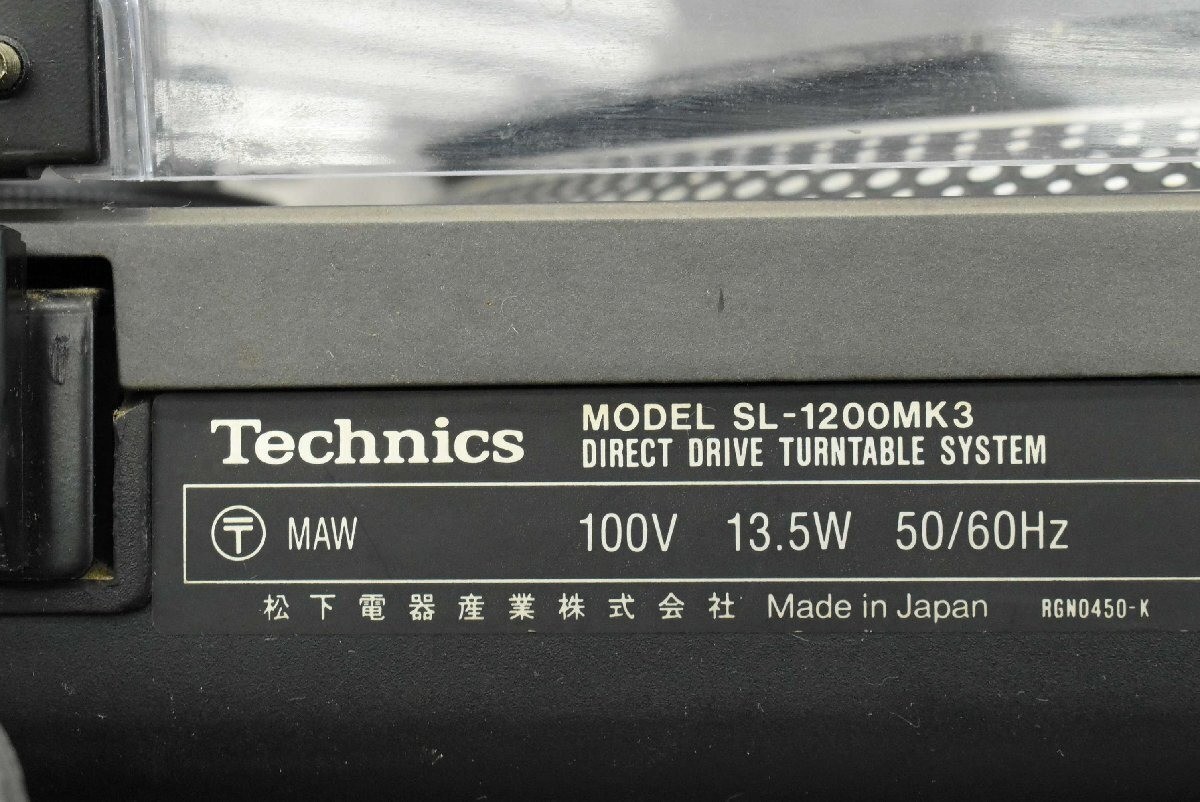 Technics
MODEL SL-1200MK3
DIRECT DRIVE TURNTABLE SYSTEM
〒 MAW 100V 13.5W 50/60Hz
松下電器産業株式会社 Made in Japan RGN0450-K